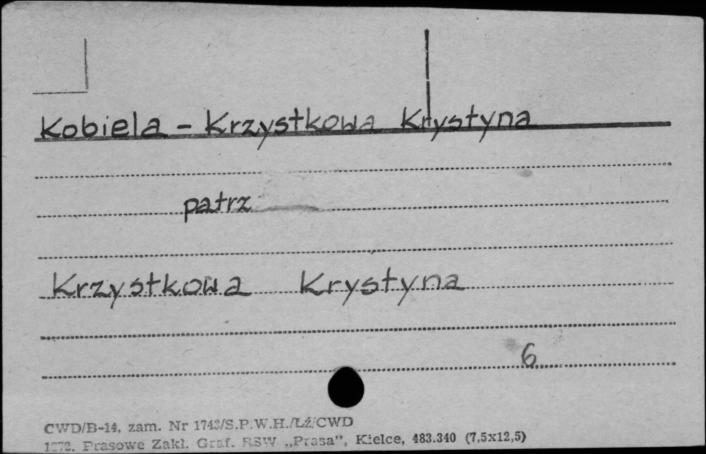 Kobiela - Krzystkowa Krystyna
patrz
Krzystkowa Krystyna
6
CWD/B-14, zam. Nr 1743/S.P.W.H./ŁŹ/CWD
1972. Prasowe Zakł. Graf. RSW „Prasa”, Kielce, 483.340 (7,5x12,5)